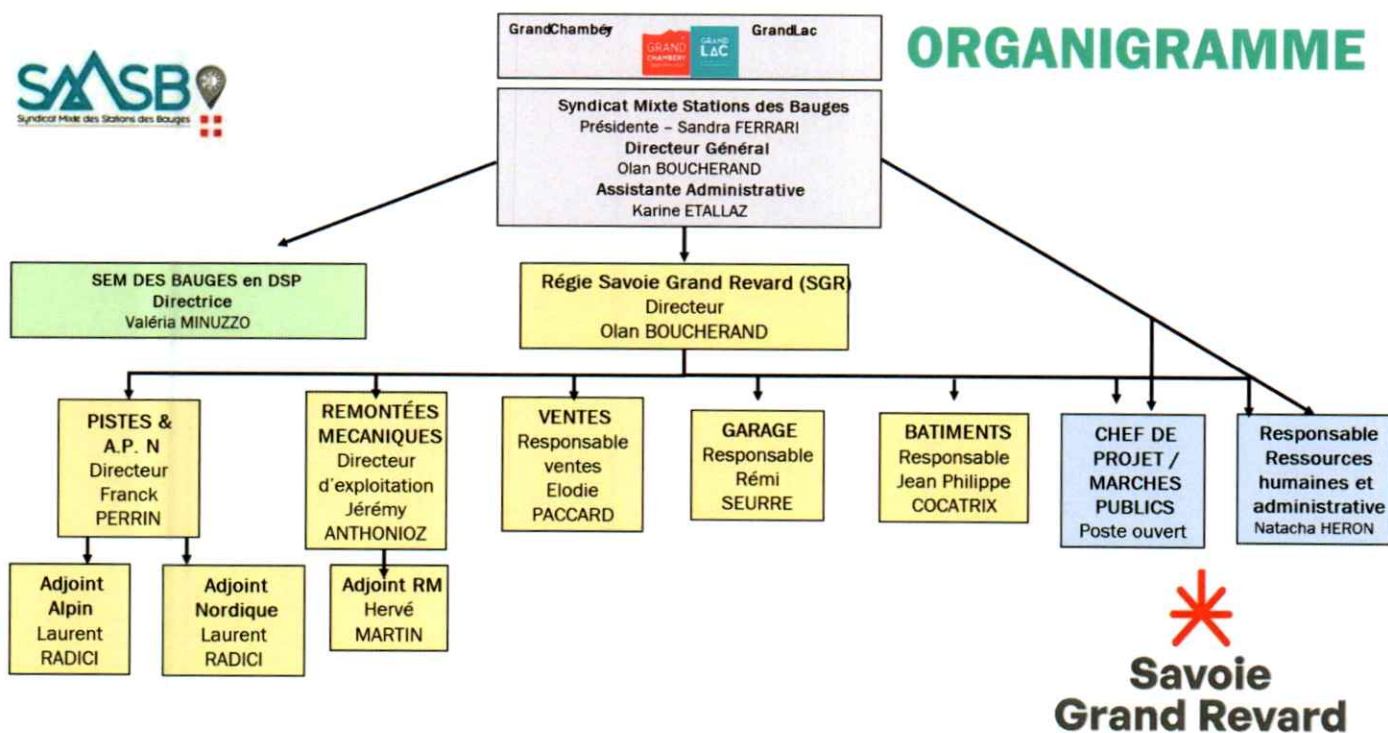 GrandChambéy
GrandLac
GRAND
CHAMBÉRY
GRAND
LAC
ORGANIGRAMME
SMSB
Syndicat Mixte des Stations des Bauges
Syndicat Mixte Stations des Bauges
Présidente – Sandra FERRARI
Directeur Général
Olan BOUCHERAND
Assistante Administrative
Karine ETALLAZ
SEM DES BAUGES en DSP
Directrice
Valéria MINUZZO
Régie Savoie Grand Revard (SGR)
Directeur
Olan BOUCHERAND
PISTES &
A.P. N
Directeur
Franck
PERRIN
REMONTÉES
MECANIQUES
Directeur
d'exploitation
Jérémy
ANTHONIOZ
VENTES
Responsable
ventes
Elodie
PACCARD
GARAGE
Responsable
Rémi
SEURRE
BATIMENTS
Responsable
Jean Philippe
COCATRIX
CHEF DE
PROJET /
MARCHES
PUBLICS
Poste ouvert
Responsable
Ressources
humaines et
administrative
Natacha HERON
Adjoint
Alpin
Laurent
RADICI
Adjoint
Nordique
Laurent
RADICI
Adjoint RM
Hervé
MARTIN
Savoie
Grand Revard